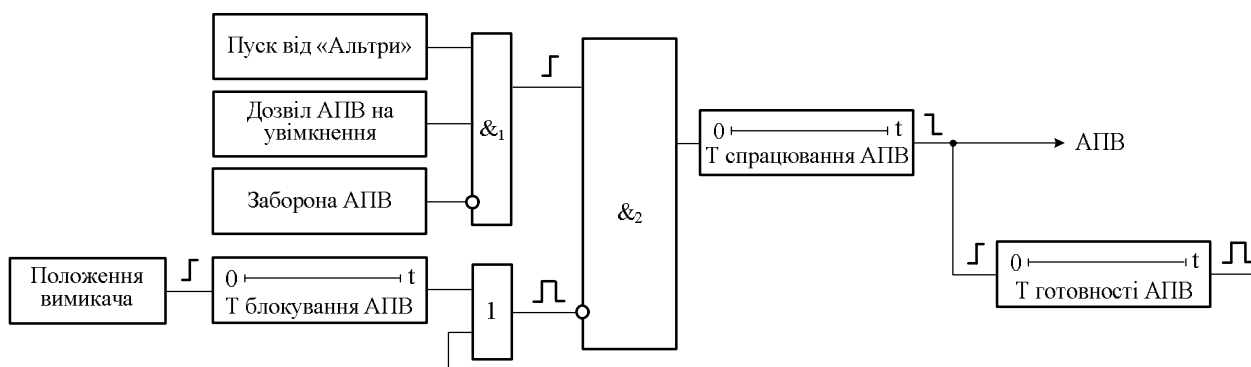 Пуск від «Альтри»
Дозвіл АПВ на
увімкнення
Заборона АПВ
&₁
Положення
вимикача
0 t
Т блокування АПВ
1
&₂
0 t
Т спрацювання АПВ
АПВ
0 t
Т готовності АПВ